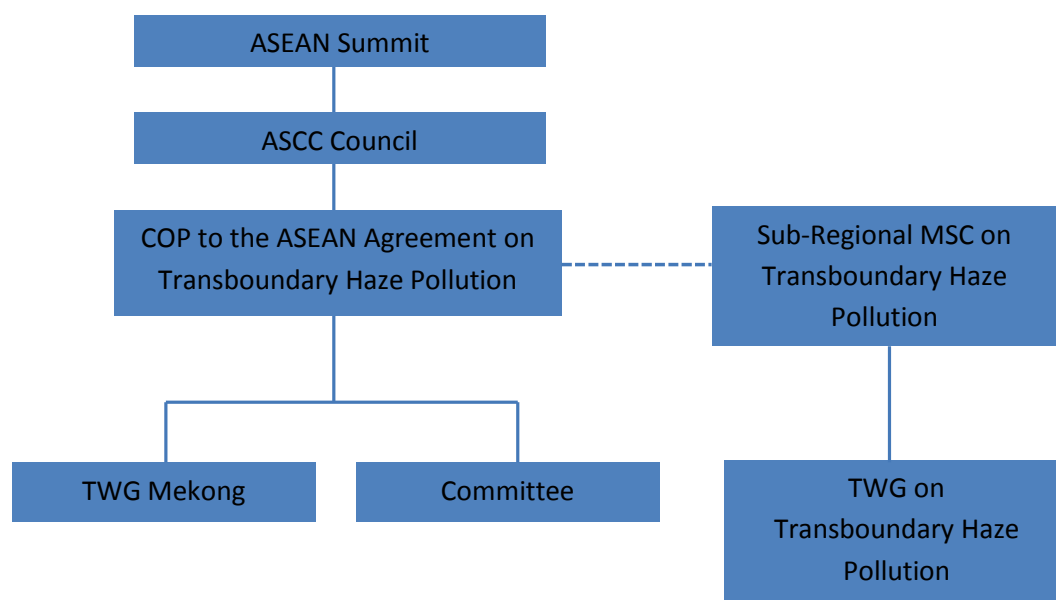 ASEAN Summit
ASCC Council
COP to the ASEAN Agreement on
Transboundary Haze Pollution
Sub-Regional MSC on
Transboundary Haze
Pollution
TWG Mekong
Committee
TWG on
Transboundary Haze
Pollution